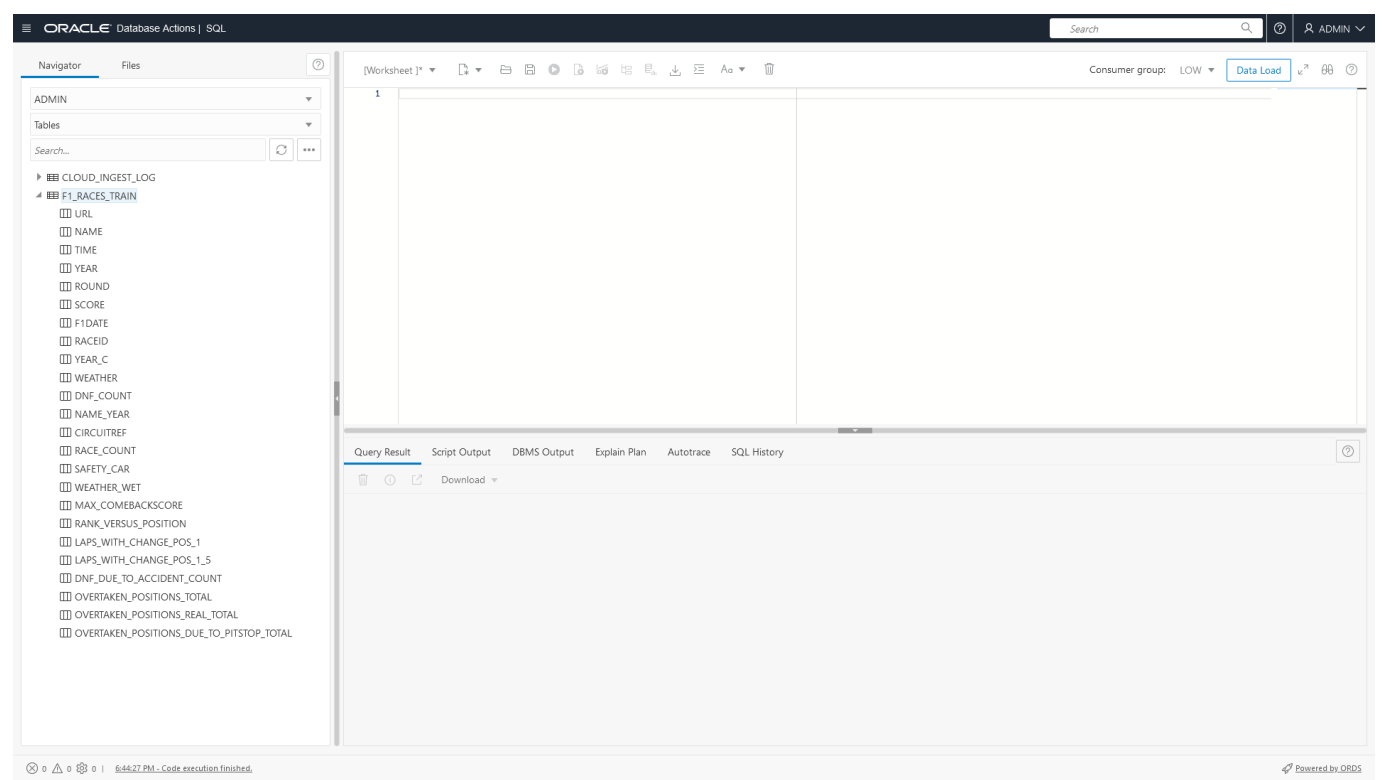 ORACLE® Database Actions | SQL
Search
ADMIN
Navigator Files
ADMIN
Tables
Search...
CLOUD_INGEST_LOG
F1_RACES_TRAIN
URL
NAME
TIME
YEAR
ROUND
SCORE
F1DATE
RACEID
YEAR_C
WEATHER
DNF_COUNT
NAME_YEAR
CIRCUITREF
RACE_COUNT
SAFETY_CAR
WEATHER_WET
MAX_COMEBACKSCORE
RANK_VERSUS_POSITION
LAPS_WITH_CHANGE_POS_1
LAPS_WITH_CHANGE_POS_1_5
DNF_DUE_TO_ACCIDENT_COUNT
OVERTAKEN_POSITIONS_TOTAL
OVERTAKEN_POSITIONS_REAL_TOTAL
OVERTAKEN_POSITIONS_DUE_TO_PITSTOP_TOTAL
[Worksheet ]* Aa Consumer group: LOW Data Load
1
Query Result Script Output DBMS Output Explain Plan Autotrace SQL History
Download
0 0 0 | 6:44:27 PM - Code execution finished.
Powered by ORDS